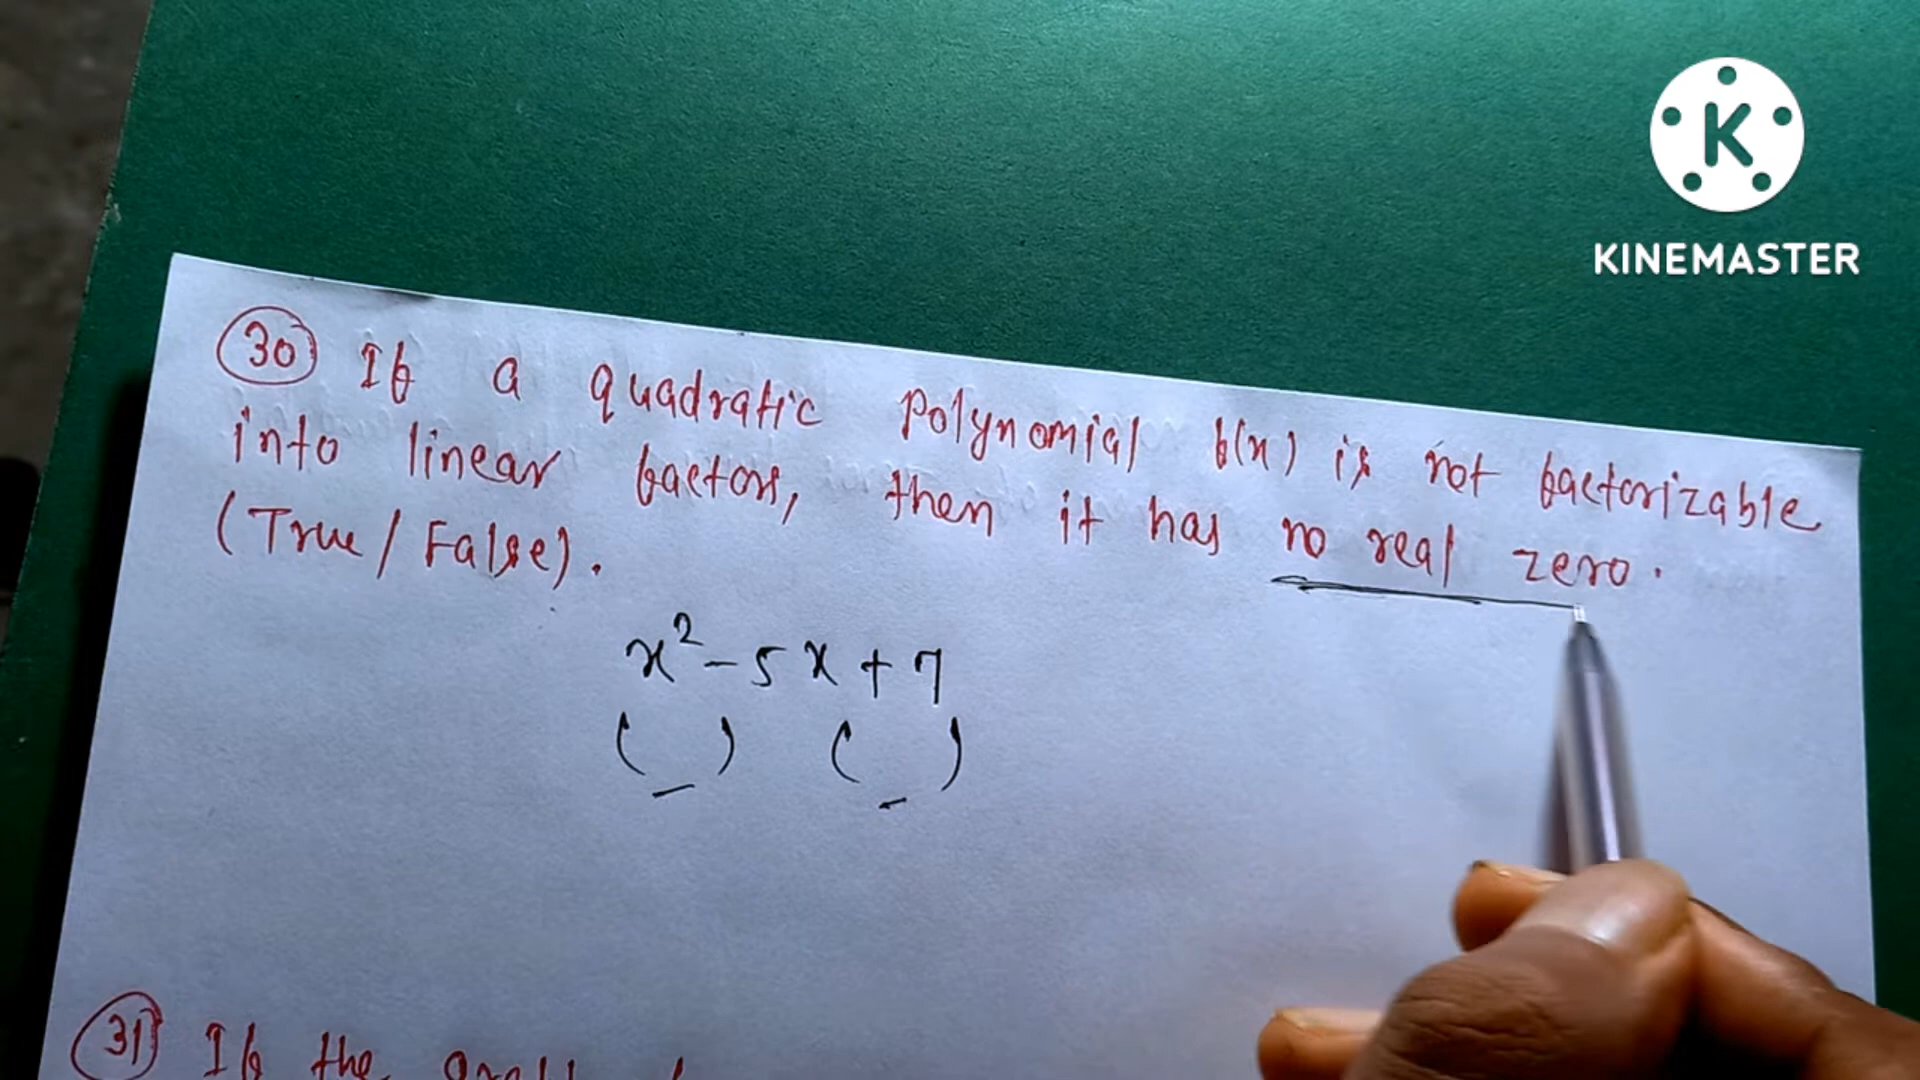 K
KINEMASTER
30 If a quadratic polynomial f(x) is not factorizable
into linear factors, then it has no real zero.
(True/False).
x² - 5x + 7
( ) ( )
31 If the